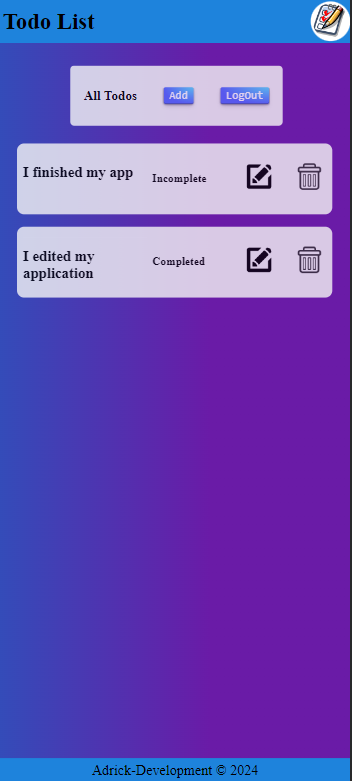 Todo List
All Todos Add LogOut
I finished my app Incomplete
I edited my Completed
application
Adrick-Development © 2024